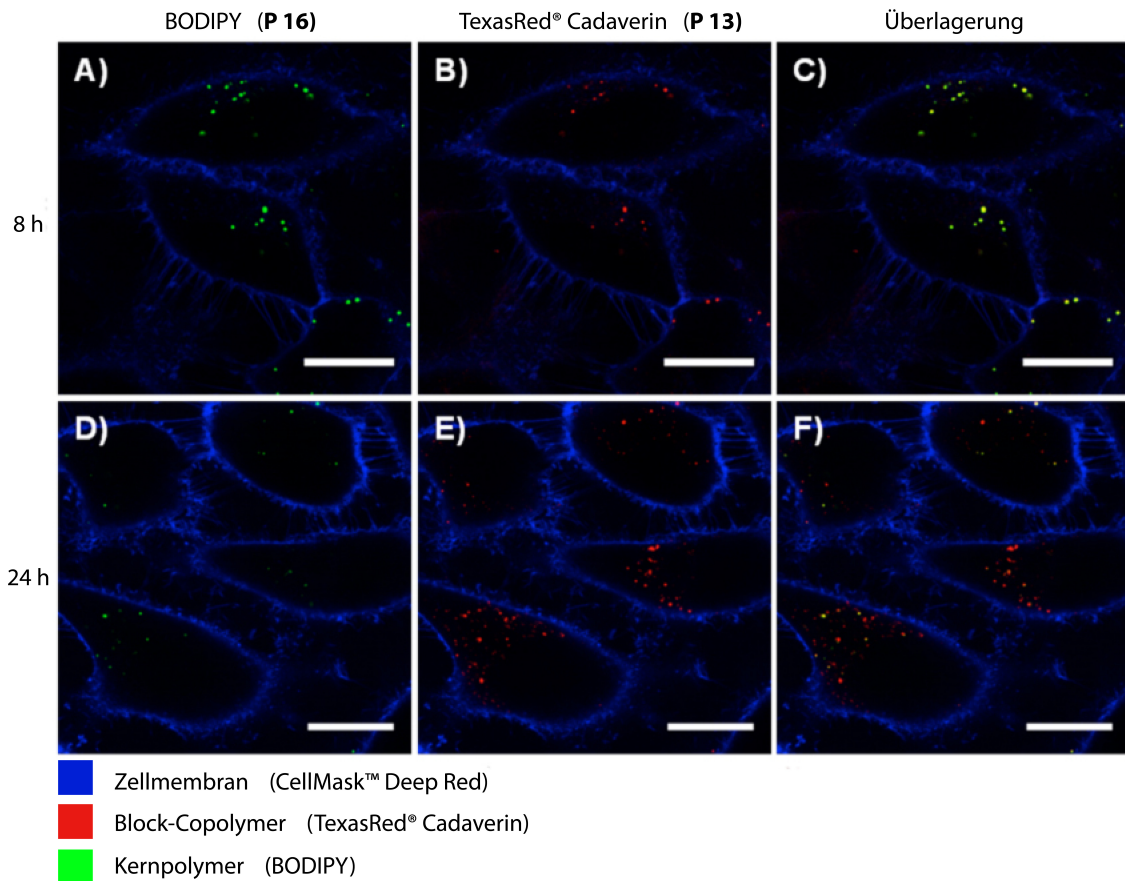 BODIPY (P 16) TexasRed® Cadaverin (P 13) Überlagerung
A) B) C)
8 h
D) E) F)
24 h
Zellmembran (CellMask™ Deep Red)
Block-Copolymer (TexasRed® Cadaverin)
Kernpolymer (BODIPY)